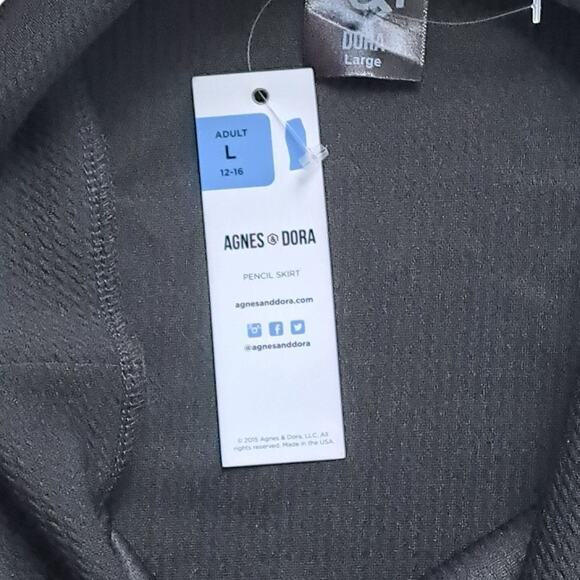 DORA
Large
ADULT
L
12-16
AGNES & DORA
PENCIL SKIRT
agnesanddora.com
@agnesanddora
© 2015 Agnes & Dora, LLC. All
rights reserved. Made in the USA.